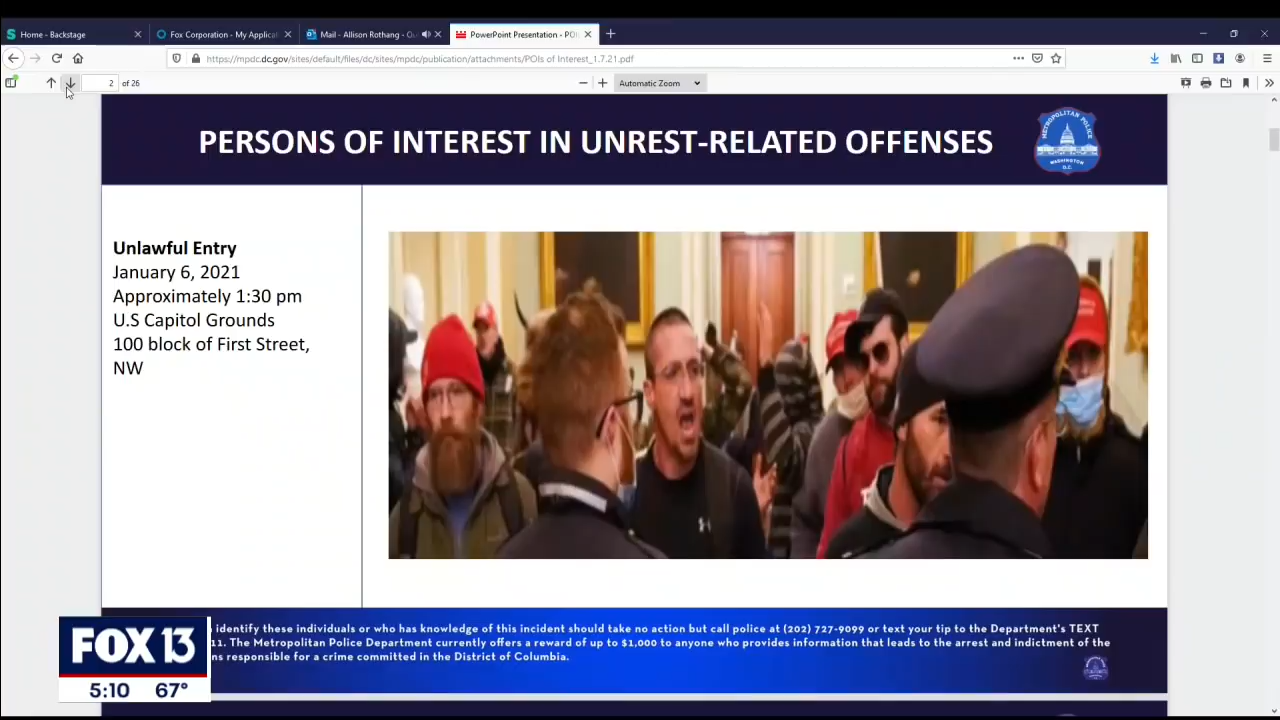 Home - Backstage
Fox Corporation - My Applicat
Mail - Allison Rothang - Ou
PowerPoint Presentation - POI
https://mpdc.dc.gov/sites/default/files/dc/sites/mpdc/publication/attachments/POIs of Interest_1.7.21.pdf
2 of 26
Automatic Zoom
PERSONS OF INTEREST IN UNREST-RELATED OFFENSES
METROPOLITAN POLICE
WASHINGTON
D.C.
Unlawful Entry
January 6, 2021
Approximately 1:30 pm
U.S Capitol Grounds
100 block of First Street,
NW
identify these individuals or who has knowledge of this incident should take no action but call police at (202) 727-9099 or text your tip to the Department's TEXT
11. The Metropolitan Police Department currently offers a reward of up to $1,000 to anyone who provides information that leads to the arrest and indictment of the
ns responsible for a crime committed in the District of Columbia.
FOX 13
5:10 67°